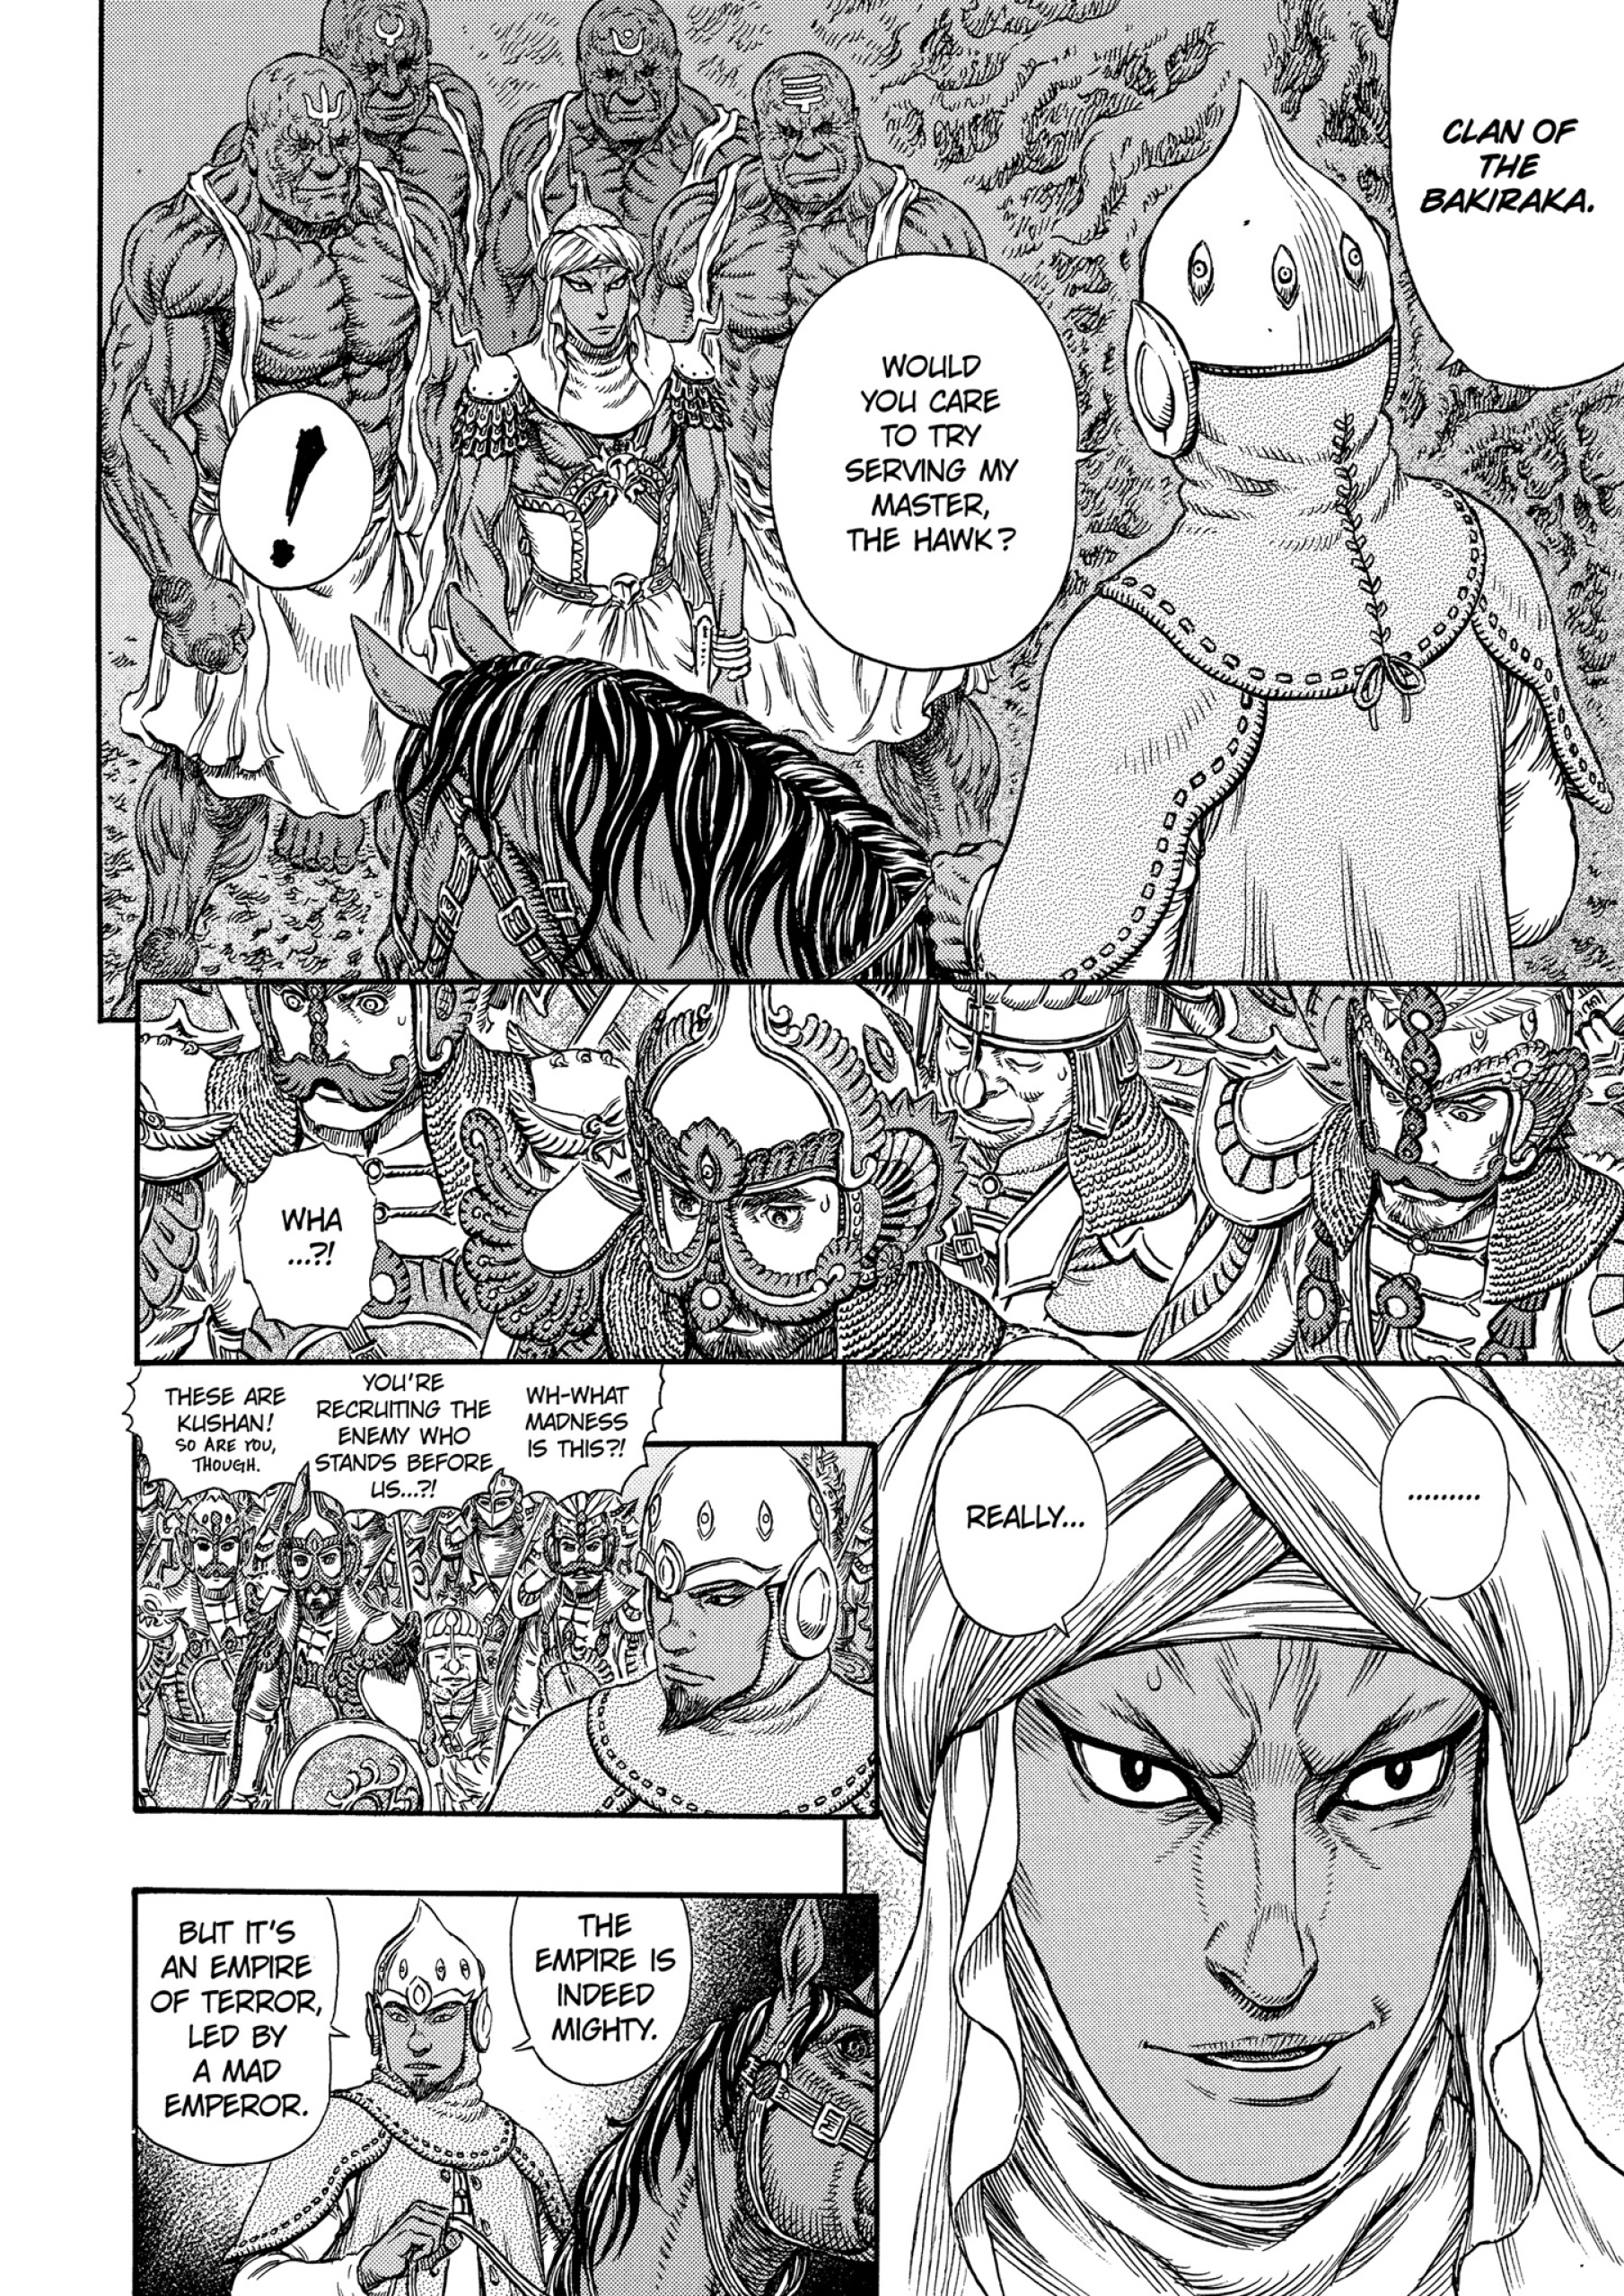 CLAN OF
THE
BAKIRAKA.
WOULD
YOU CARE
TO TRY
SERVING MY
MASTER,
THE HAWK?
!
WHA
...?!
.........
REALLY...
WH-WHAT
MADNESS
IS THIS?!
YOU'RE
RECRUITING THE
ENEMY WHO
STANDS BEFORE
US...?!
THESE ARE
KUSHAN!
SO ARE YOU,
THOUGH.
THE
EMPIRE IS
INDEED
MIGHTY.
BUT IT'S
AN EMPIRE
OF TERROR,
LED BY
A MAD
EMPEROR.